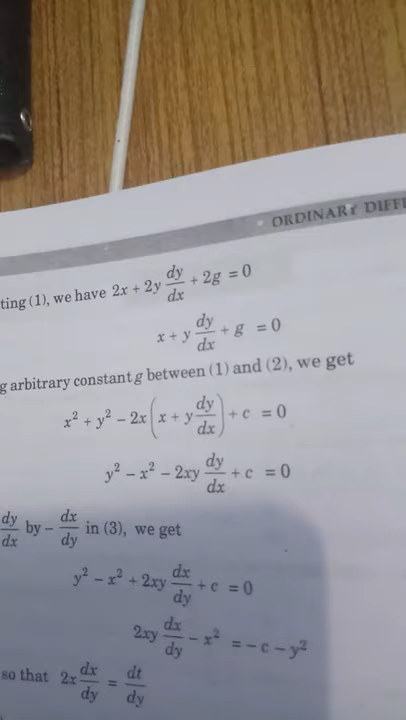 ORDINARY DIFFE
ting (1), we have 2x + 2y dy/dx + 2g = 0
x + y dy/dx + g = 0
g arbitrary constant g between (1) and (2), we get
x² + y² − 2x(x + y dy/dx) + c = 0
y² − x² − 2xy dy/dx + c = 0
dy/dx by − dx/dy in (3), we get
y² − x² + 2xy dx/dy + c = 0
2xy dx/dy − x² = − c − y²
so that 2x dx/dy = dt/dy